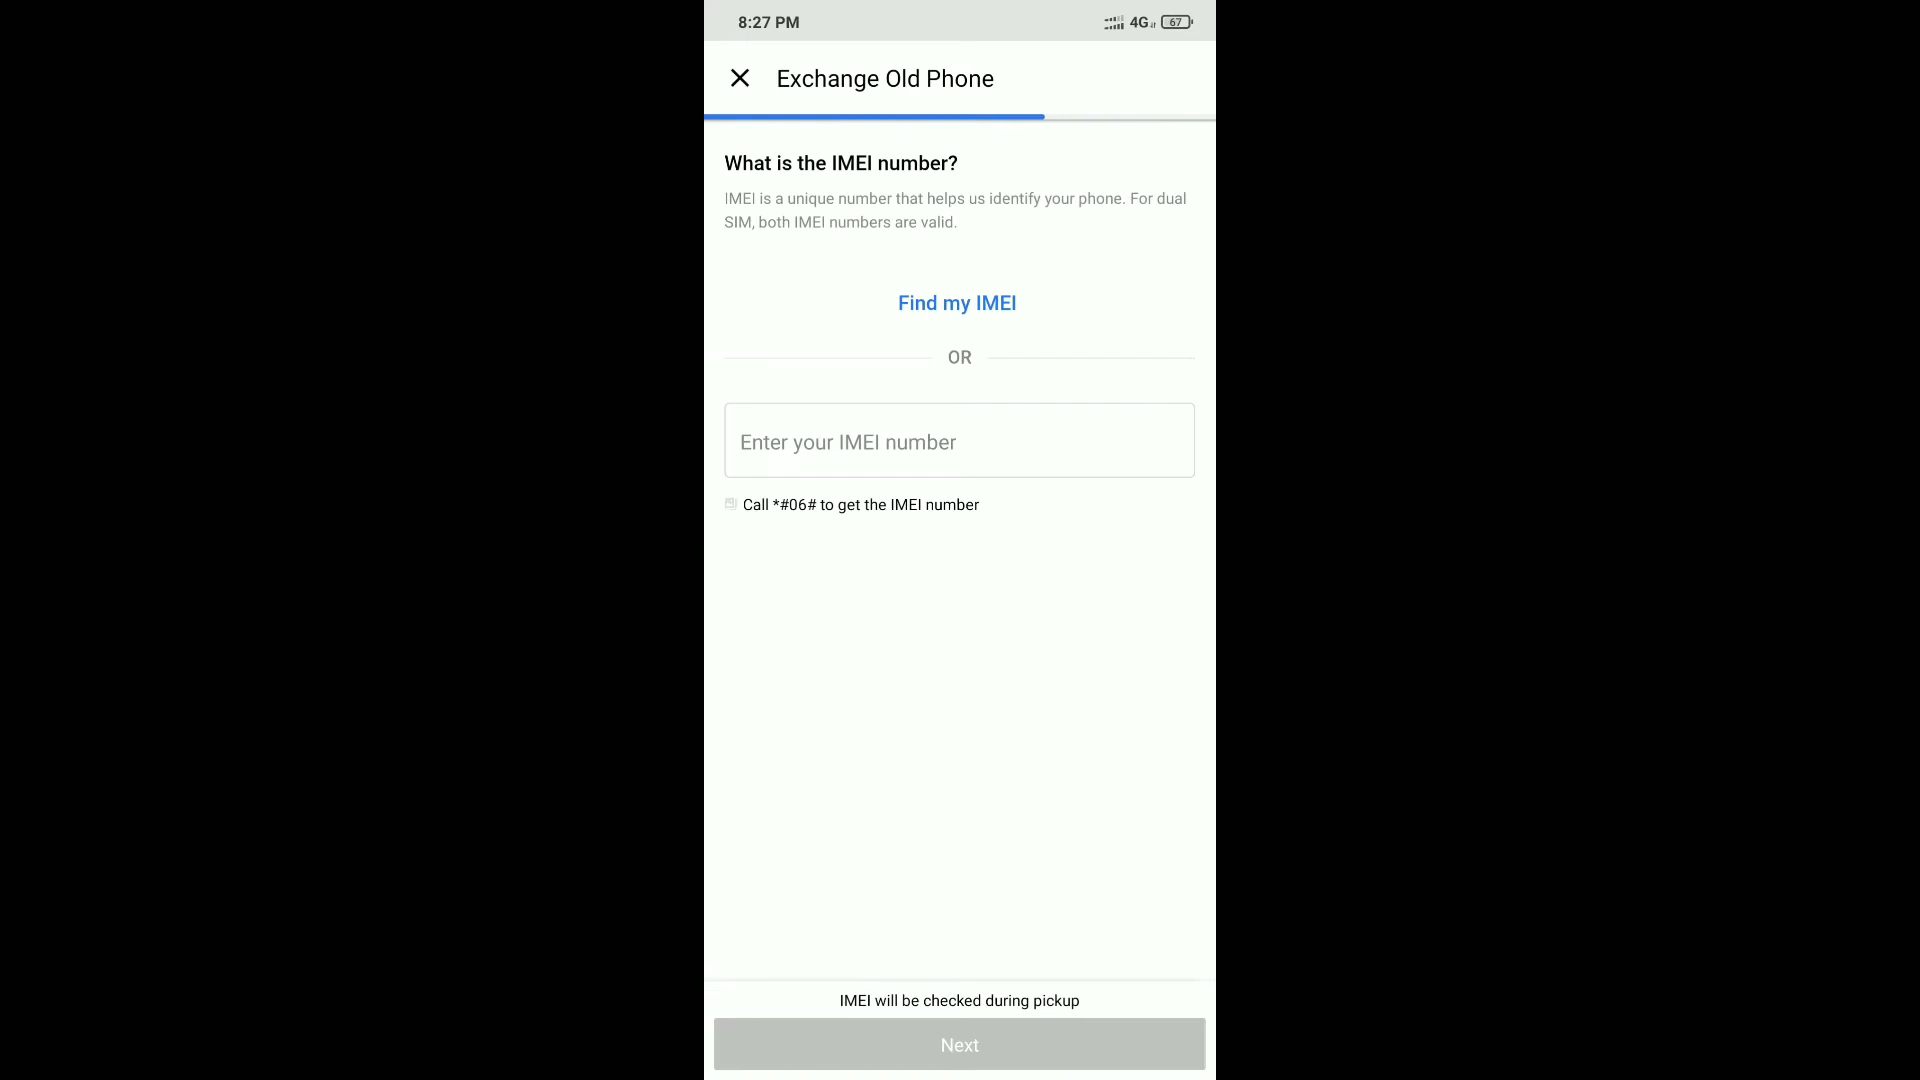 8:27 PM 4G 67
Exchange Old Phone
What is the IMEI number?
IMEI is a unique number that helps us identify your phone. For dual
SIM, both IMEI numbers are valid.
Find my IMEI
OR
Enter your IMEI number
Call *#06# to get the IMEI number
IMEI will be checked during pickup
Next